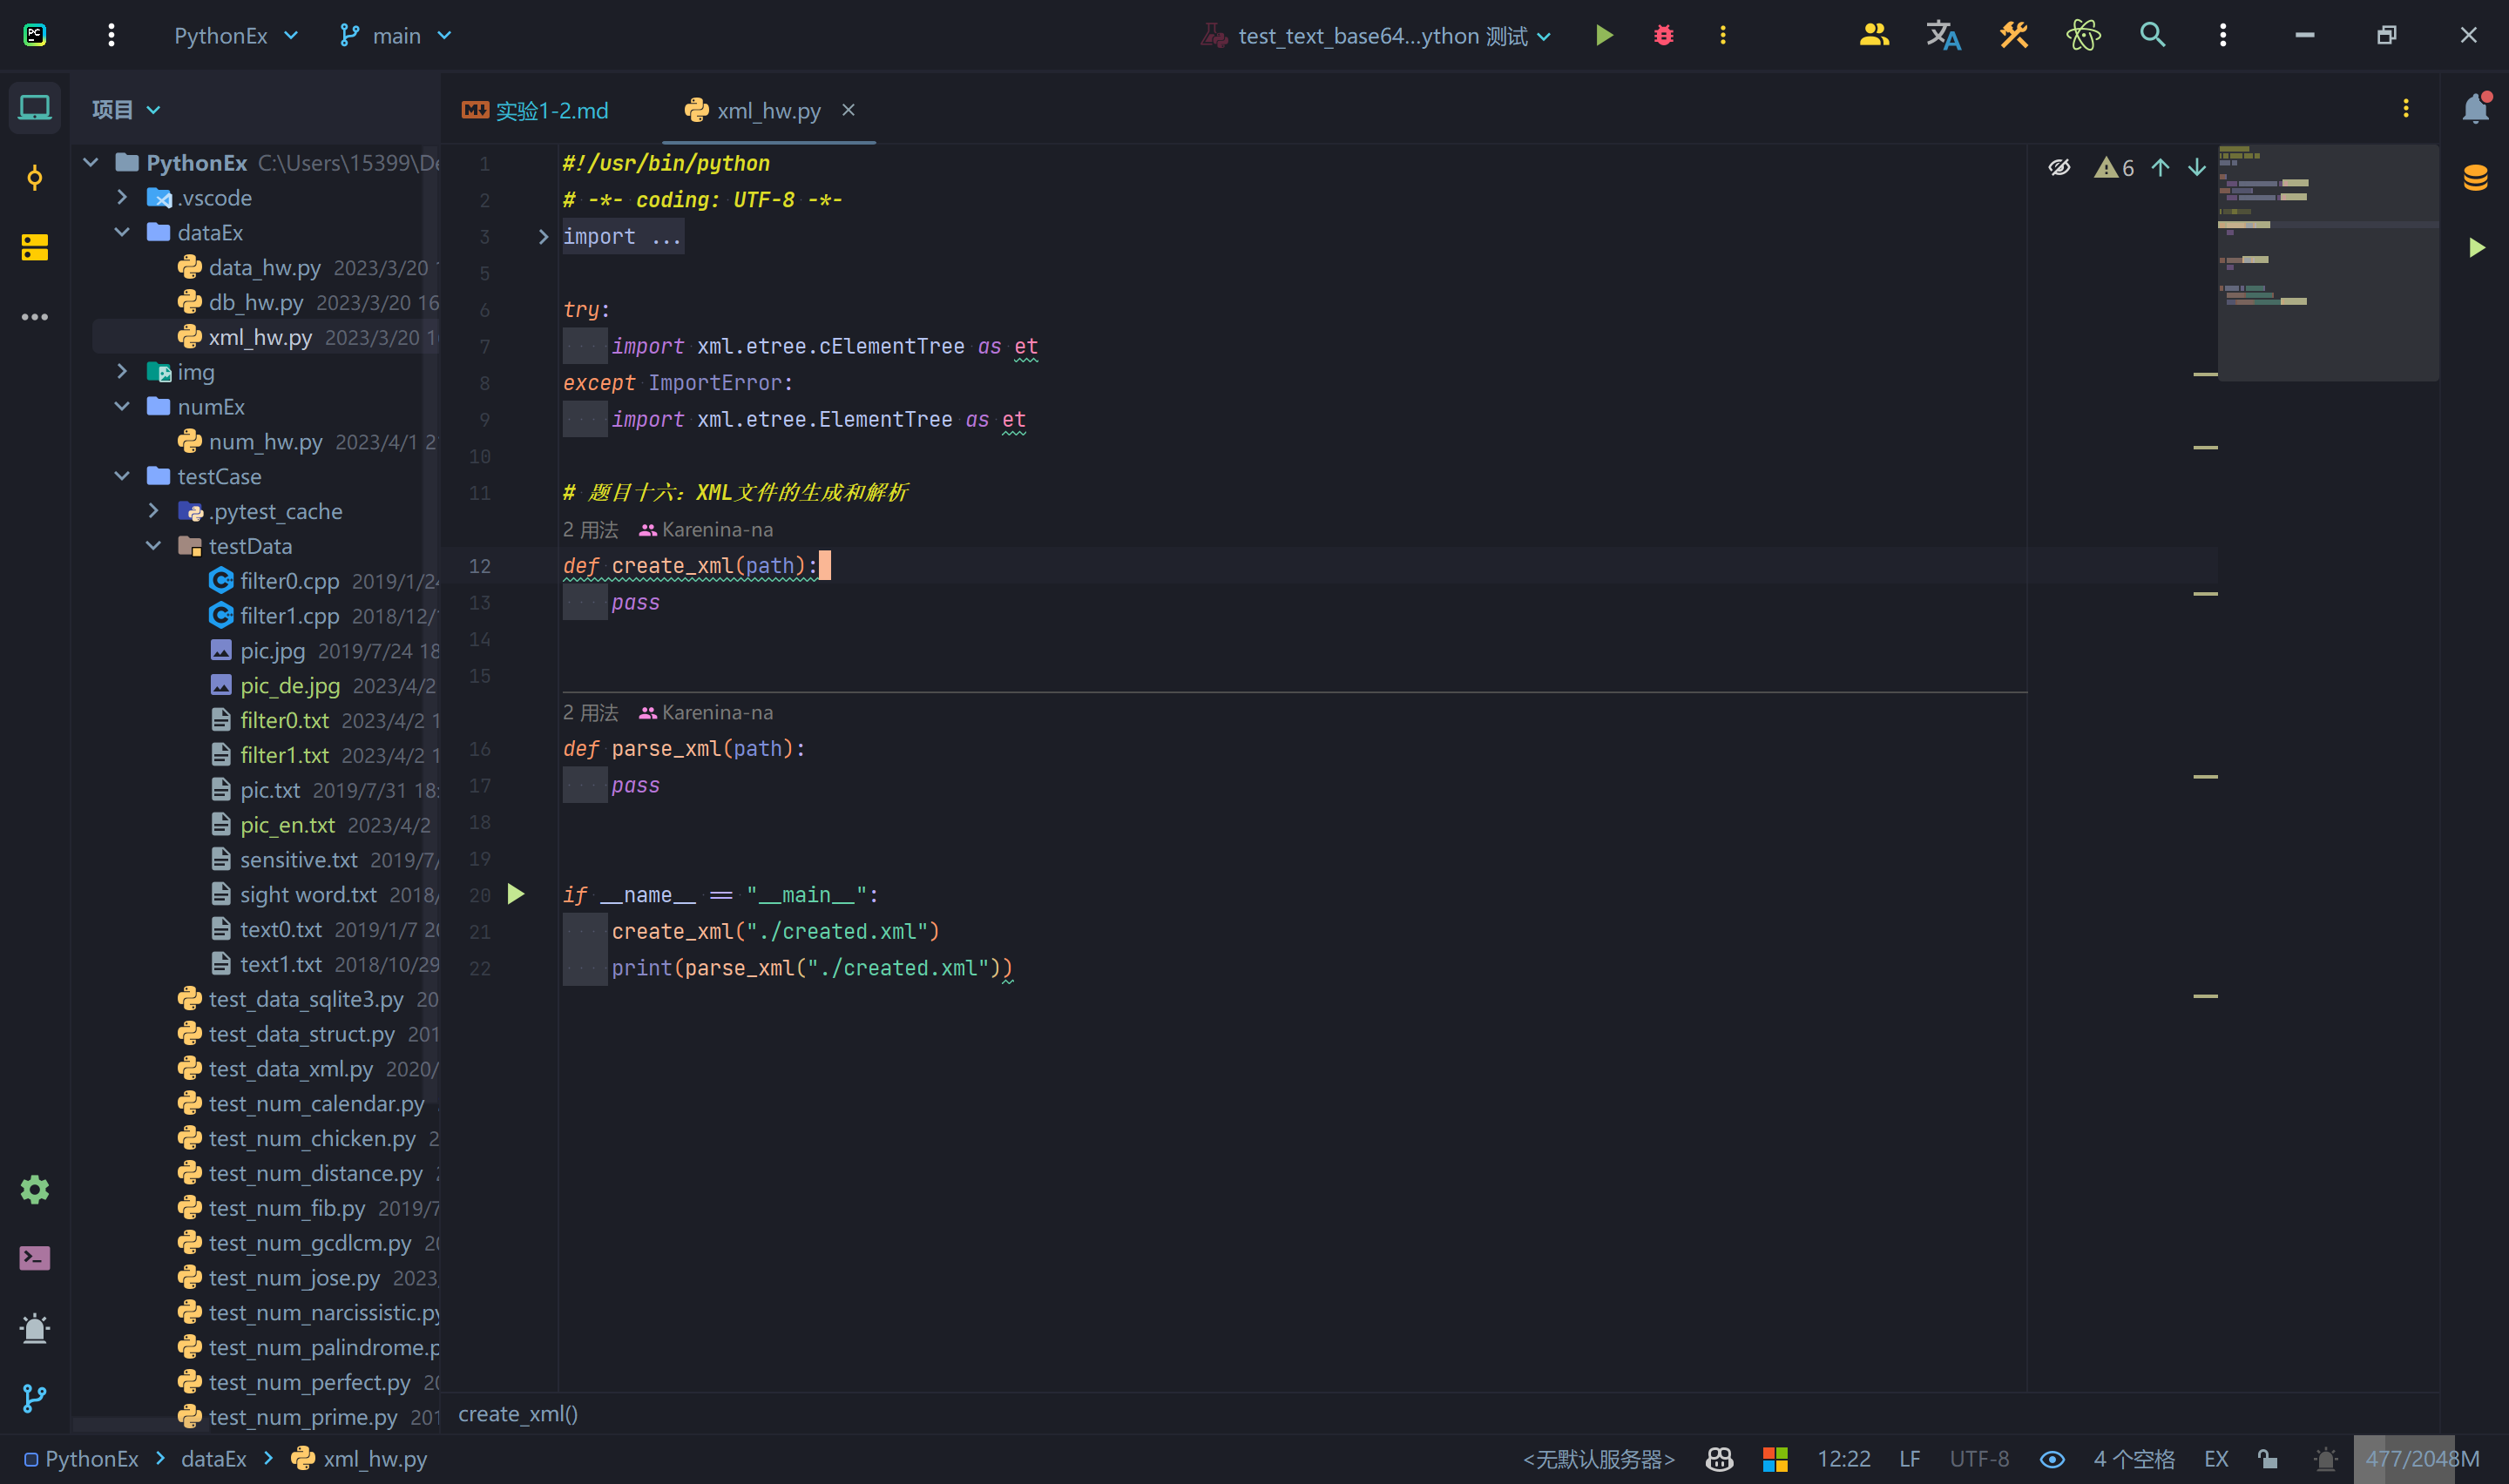 PythonEx
main
test_text_base64...ython 测试
项目
实验1-2.md
xml_hw.py
PythonEx C:\Users\15399\De
.vscode
dataEx
data_hw.py 2023/3/20 1
db_hw.py 2023/3/20 16
xml_hw.py 2023/3/20 1
img
numEx
num_hw.py 2023/4/1 2
testCase
.pytest_cache
testData
filter0.cpp 2019/1/24
filter1.cpp 2018/12/
pic.jpg 2019/7/24 18
pic_de.jpg 2023/4/2
filter0.txt 2023/4/2 1
filter1.txt 2023/4/2 1
pic.txt 2019/7/31 18:
pic_en.txt 2023/4/2
sensitive.txt 2019/7/
sight word.txt 2018/
text0.txt 2019/1/7 20
text1.txt 2018/10/29
test_data_sqlite3.py 20
test_data_struct.py 201
test_data_xml.py 2020/
test_num_calendar.py
test_num_chicken.py 2
test_num_distance.py 2
test_num_fib.py 2019/7
test_num_gcdlcm.py 20
test_num_jose.py 2023
test_num_narcissistic.py
test_num_palindrome.p
test_num_perfect.py 20
test_num_prime.py 201
1 #!/usr/bin/python
2 # -*- coding: UTF-8 -*-
3 import ...
5
6 try:
7 import xml.etree.cElementTree as et
8 except ImportError:
9 import xml.etree.ElementTree as et
10
11 # 题目十六：XML文件的生成和解析
2 用法 Karenina-na
12 def create_xml(path):
13 pass
14
15
2 用法 Karenina-na
16 def parse_xml(path):
17 pass
18
19
20 if __name__ == "__main__":
21 create_xml("./created.xml")
22 print(parse_xml("./created.xml"))
6
create_xml()
PythonEx > dataEx > xml_hw.py
<无默认服务器> 12:22 LF UTF-8 4 个空格 EX 477/2048M